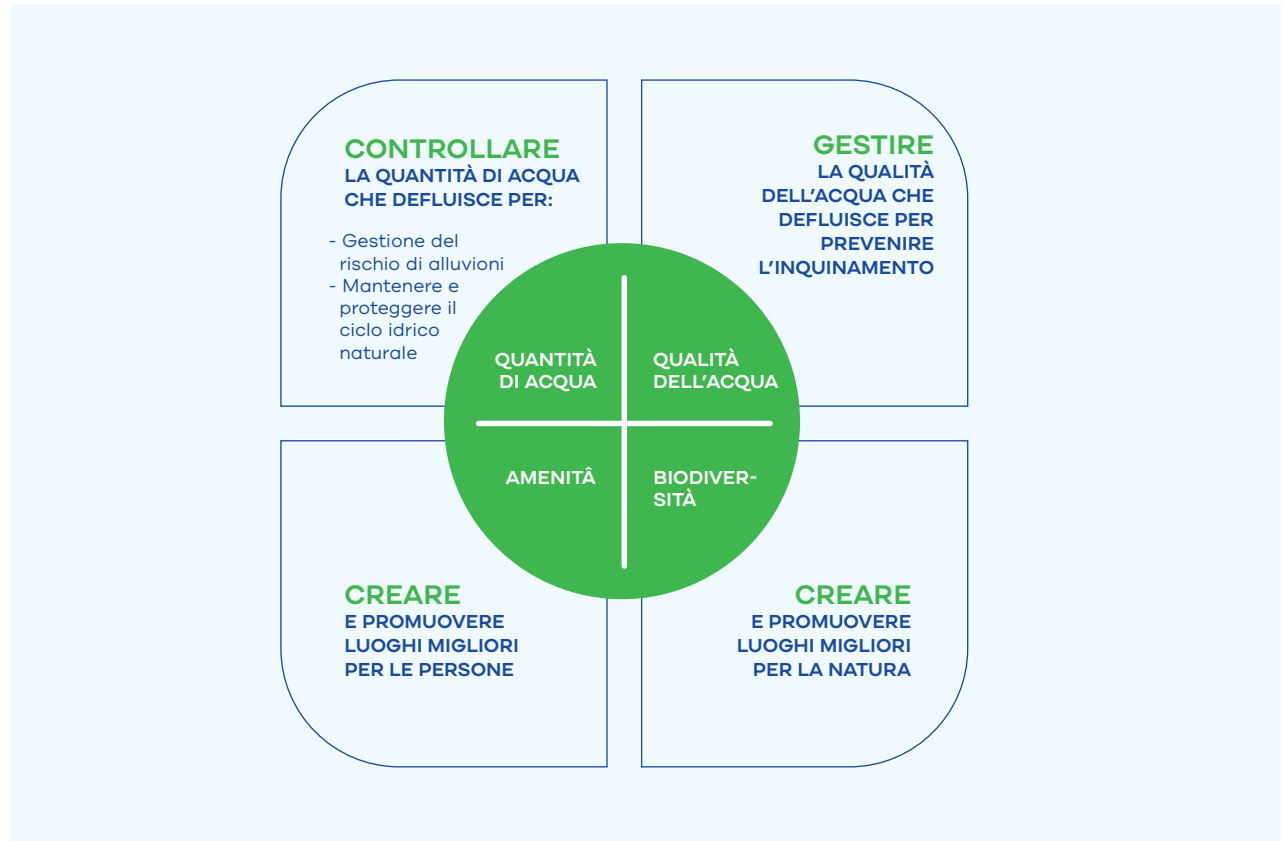 CONTROLLARE
LA QUANTITÀ DI ACQUA
CHE DEFLUISCE PER:
- Gestione del
rischio di alluvioni
- Mantenere e
proteggere il
ciclo idrico
naturale
GESTIRE
LA QUALITÀ
DELL'ACQUA CHE
DEFLUISCE PER
PREVENIRE
L'INQUINAMENTO
QUANTITÀ
DI ACQUA
QUALITÀ
DELL'ACQUA
AMENITÂ
BIODIVER-
SITÀ
CREARE
E PROMUOVERE
LUOGHI MIGLIORI
PER LE PERSONE
CREARE
E PROMUOVERE
LUOGHI MIGLIORI
PER LA NATURA